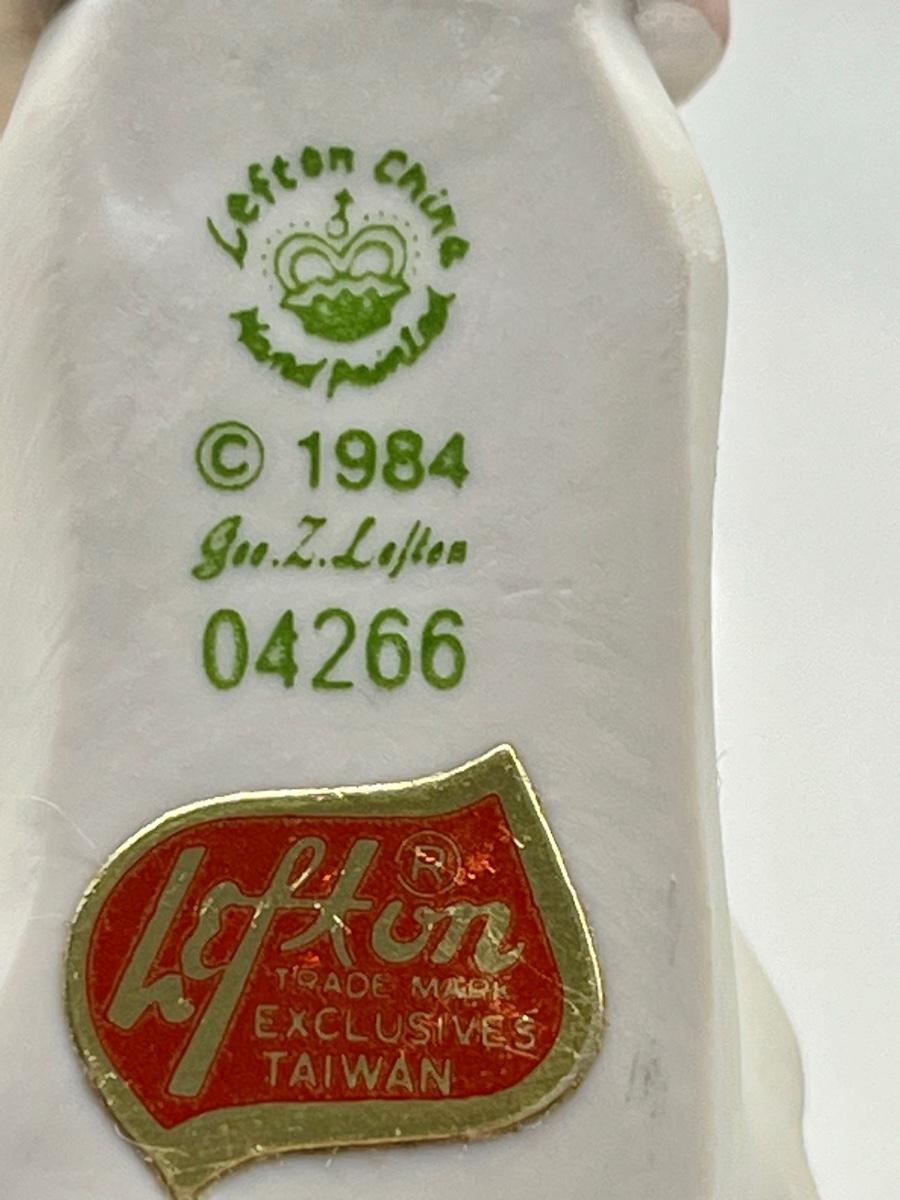 Lefton China
Hand painted
© 1984
Geo. Z. Lefton
04266
Lefton ®
TRADE MARK
EXCLUSIVES
TAIWAN